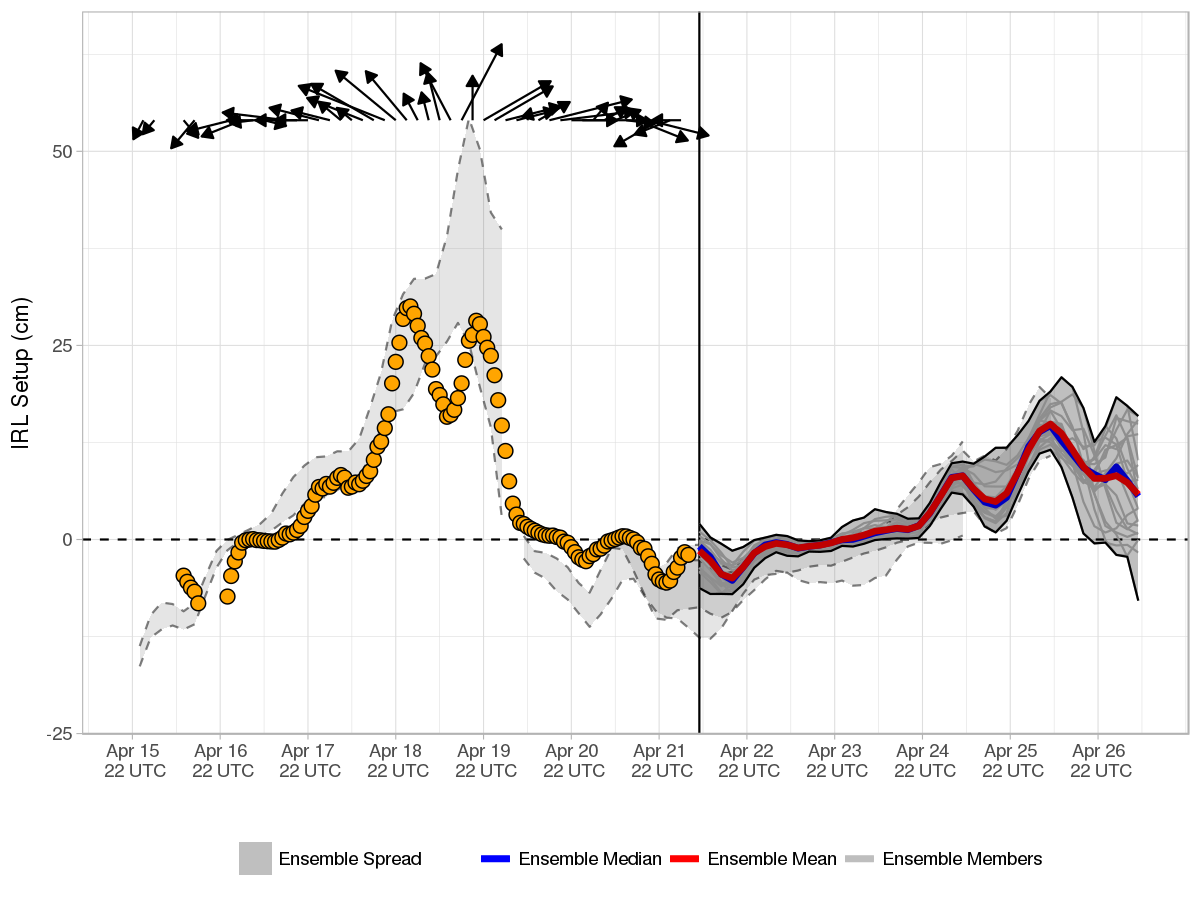 IRL Setup (cm)
50
25
0
-25
Apr 15 Apr 16 Apr 17 Apr 18 Apr 19 Apr 20 Apr 21 Apr 22 Apr 23 Apr 24 Apr 25 Apr 26
22 UTC 22 UTC 22 UTC 22 UTC 22 UTC 22 UTC 22 UTC 22 UTC 22 UTC 22 UTC 22 UTC 22 UTC
Ensemble Spread Ensemble Median Ensemble Mean Ensemble Members